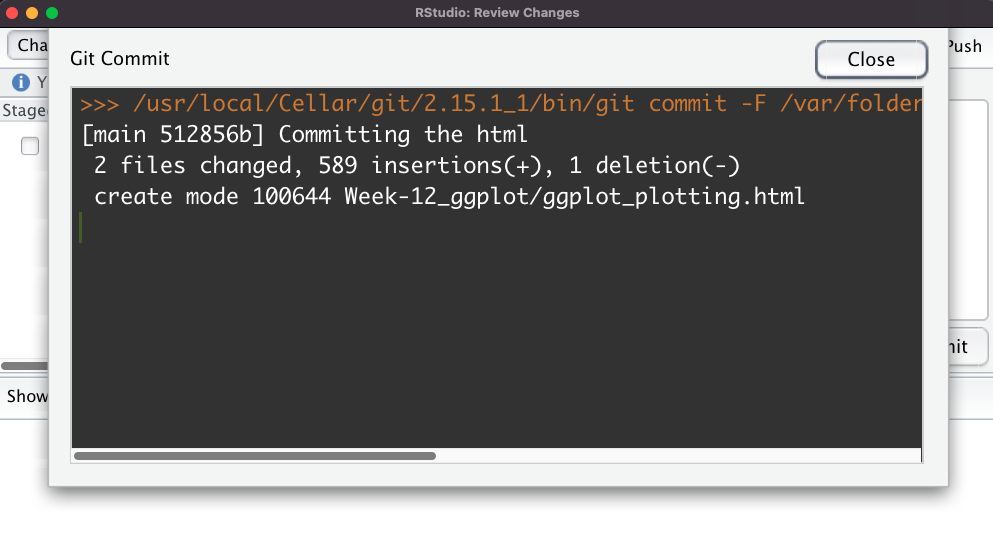 RStudio: Review Changes
Git Commit
Close
>>> /usr/local/Cellar/git/2.15.1_1/bin/git commit -F /var/folder
[main 512856b] Committing the html
2 files changed, 589 insertions(+), 1 deletion(-)
create mode 100644 Week-12_ggplot/ggplot_plotting.html
Cha
Push
Y
Stage
nit
Show